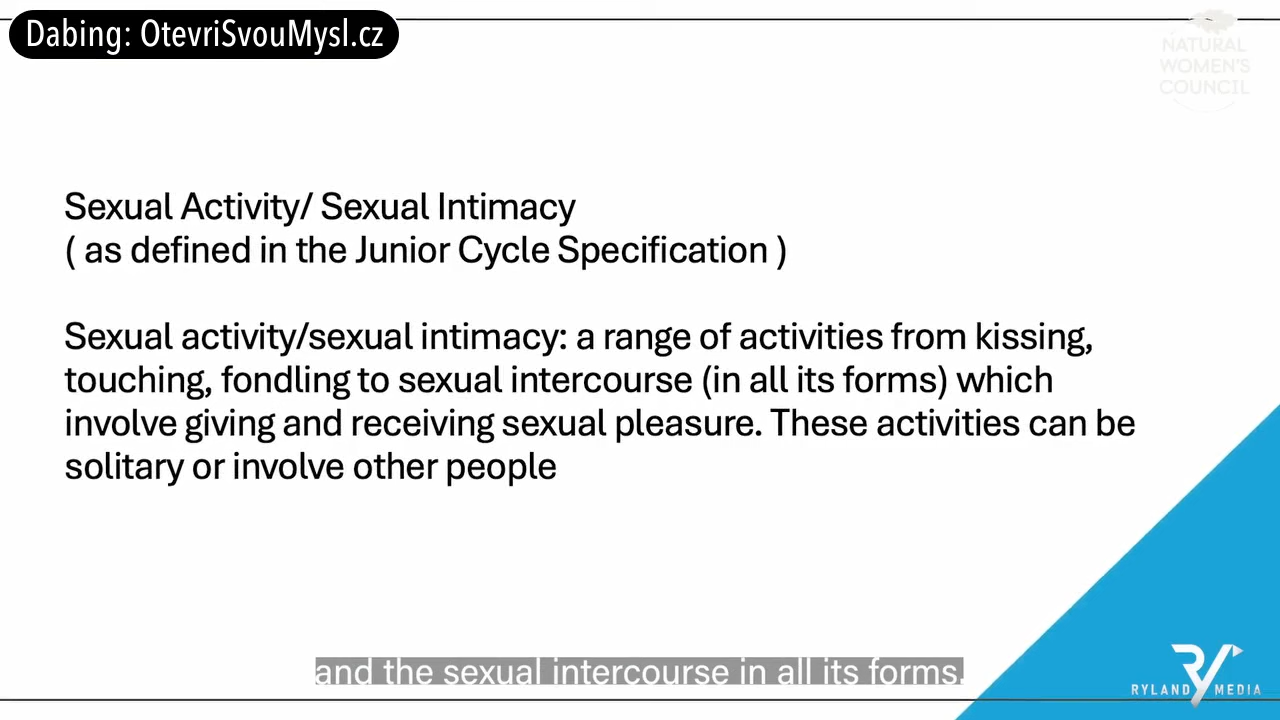 Dabing: OtevriSvouMysl.cz
NATURAL
WOMEN'S
COUNCIL
Sexual Activity/ Sexual Intimacy
( as defined in the Junior Cycle Specification )
Sexual activity/sexual intimacy: a range of activities from kissing,
touching, fondling to sexual intercourse (in all its forms) which
involve giving and receiving sexual pleasure. These activities can be
solitary or involve other people
and the sexual intercourse in all its forms.
RYLAND MEDIA